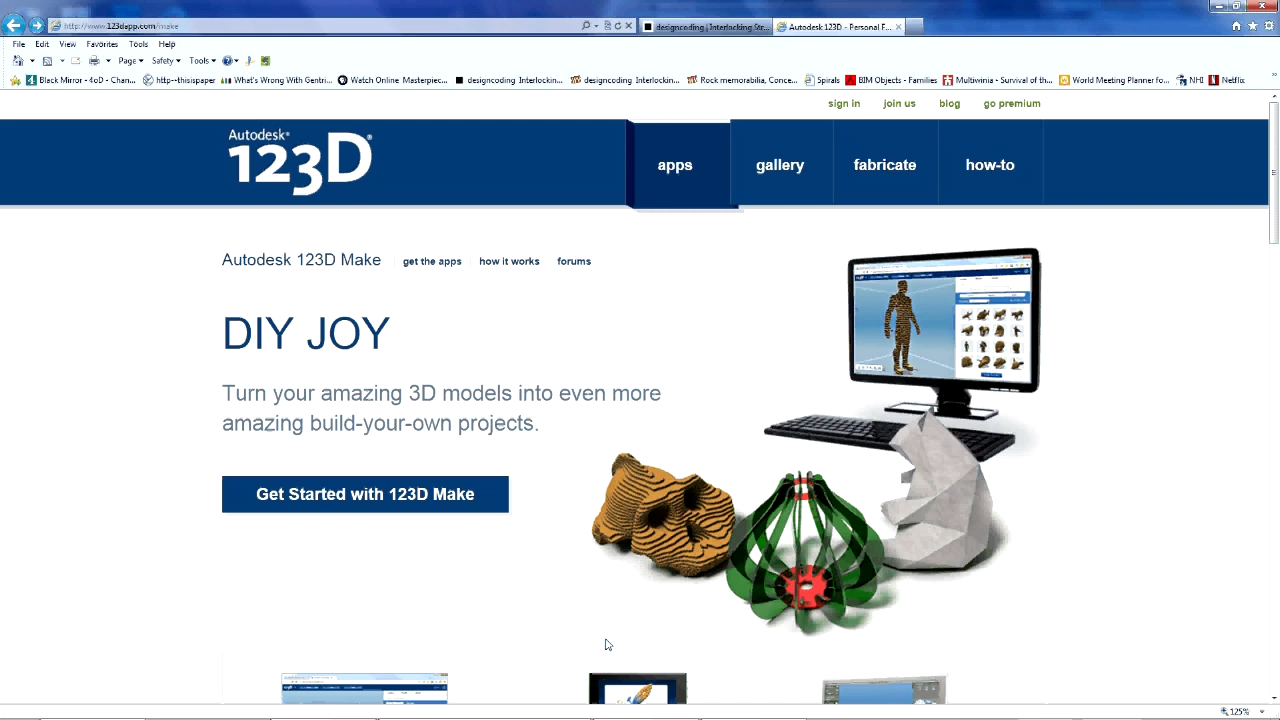 http://www.123dapp.com/make
designcoding | Interlocking Str...
Autodesk 123D - Personal F...
File Edit View Favorites Tools Help
Page Safety Tools
Black Mirror - 4oD - Chan... http--thisispaper What's Wrong With Gentri... Watch Online Masterpiec... designcoding Interlockin... designcoding Interlockin... Rock memorabilia, Conce... Spirals BIM Objects - Families Multiwinia - Survival of th... World Meeting Planner fo... NHI Netflix
sign in join us blog go premium
Autodesk®
123D®
apps gallery fabricate how-to
Autodesk 123D Make get the apps how it works forums
DIY JOY
Turn your amazing 3D models into even more
amazing build-your-own projects.
Get Started with 123D Make
125%